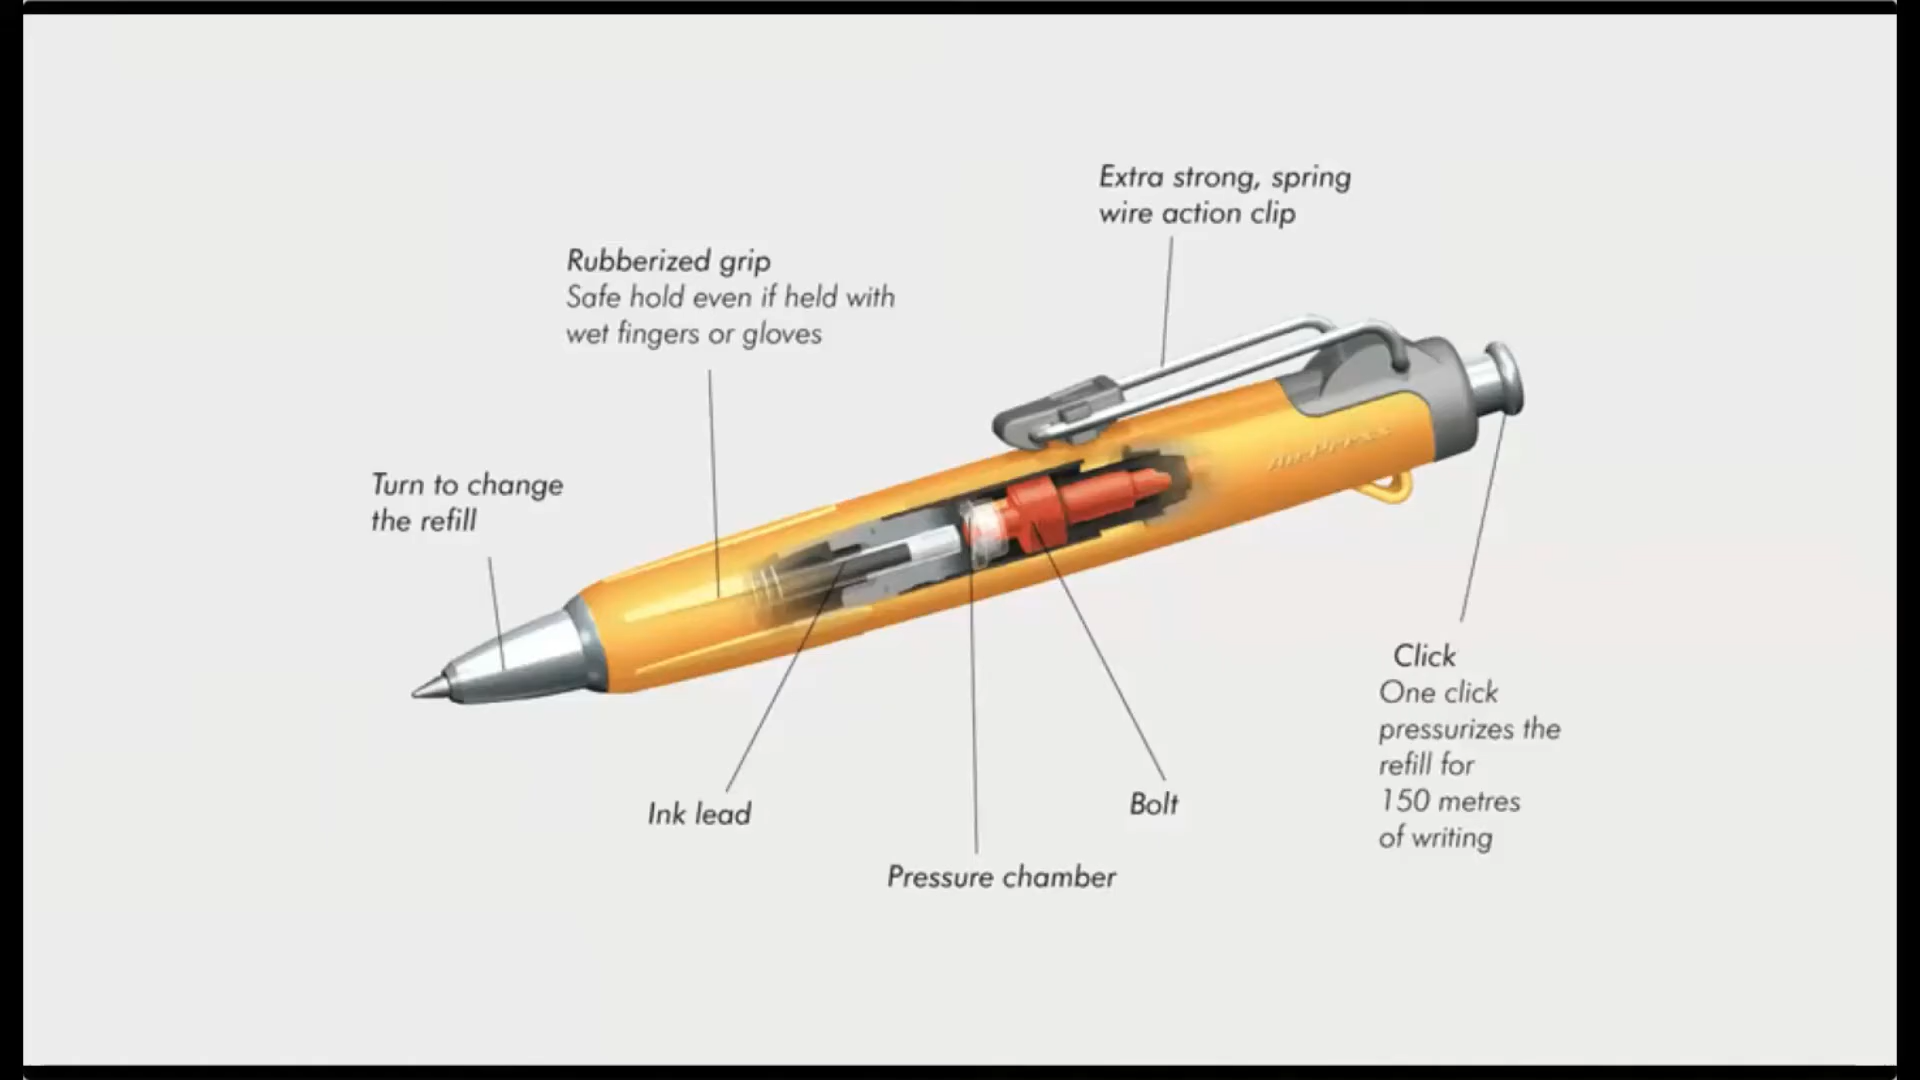 Extra strong, spring
wire action clip
Rubberized grip
Safe hold even if held with
wet fingers or gloves
Turn to change
the refill
AirPress
Click
One click
pressurizes the
refill for
150 metres
of writing
Ink lead
Bolt
Pressure chamber